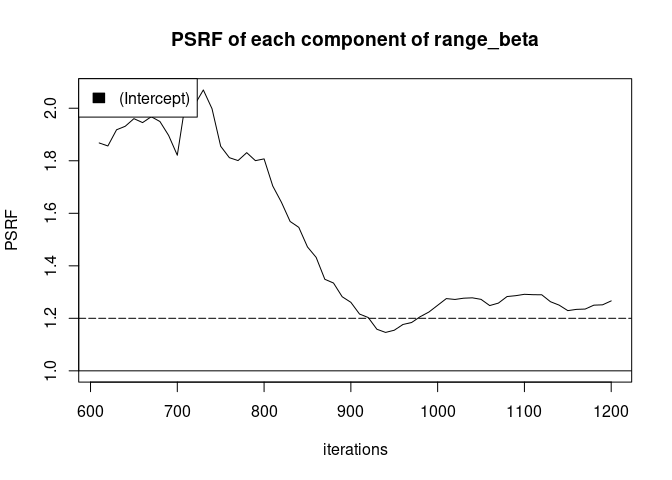 PSRF of each component of range_beta
(Intercept)
PSRF
2.0
1.8
1.6
1.4
1.2
1.0
600 700 800 900 1000 1100 1200
iterations